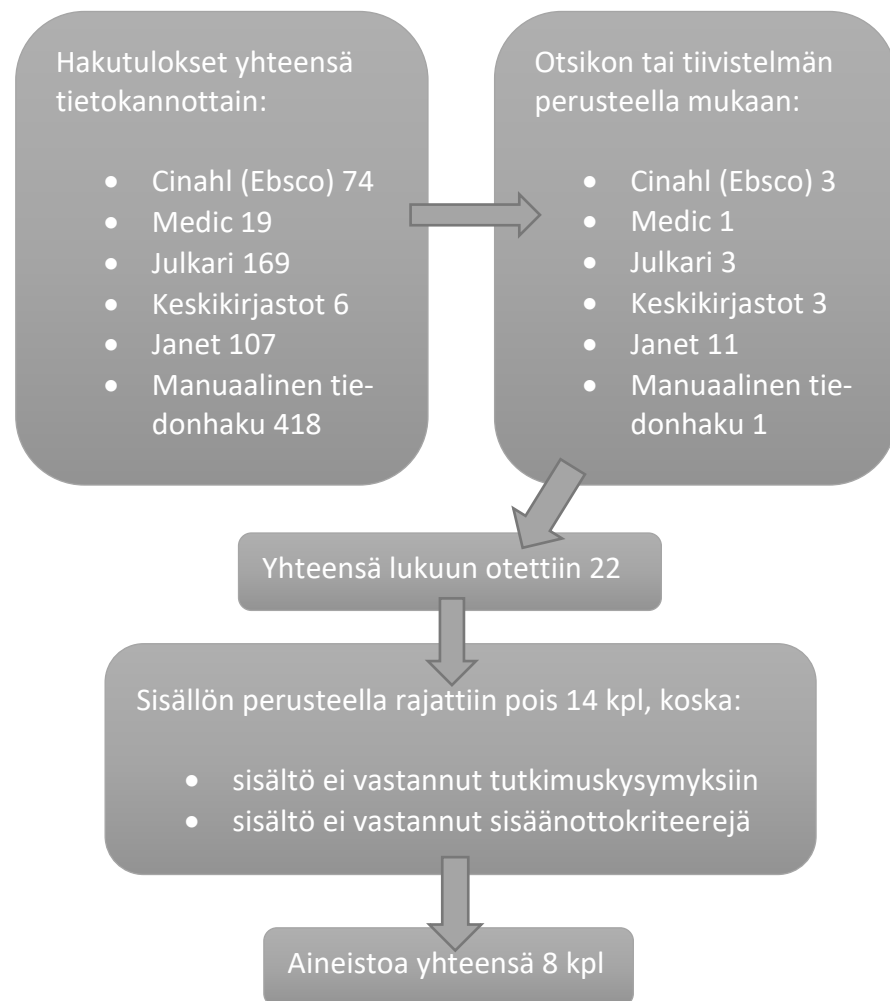 Hakutulokset yhteensä
tietokannottain:
• Cinahl (Ebsco) 74
• Medic 19
• Julkari 169
• Keskikirjastot 6
• Janet 107
• Manuaalinen tie-
donhaku 418
Otsikon tai tiivistelmän
perusteella mukaan:
• Cinahl (Ebsco) 3
• Medic 1
• Julkari 3
• Keskikirjastot 3
• Janet 11
• Manuaalinen tie-
donhaku 1
Yhteensä lukuun otettiin 22
Sisällön perusteella rajattiin pois 14 kpl, koska:
• sisältö ei vastannut tutkimuskysymyksiin
• sisältö ei vastannut sisäänottokriteerejä
Aineistoa yhteensä 8 kpl